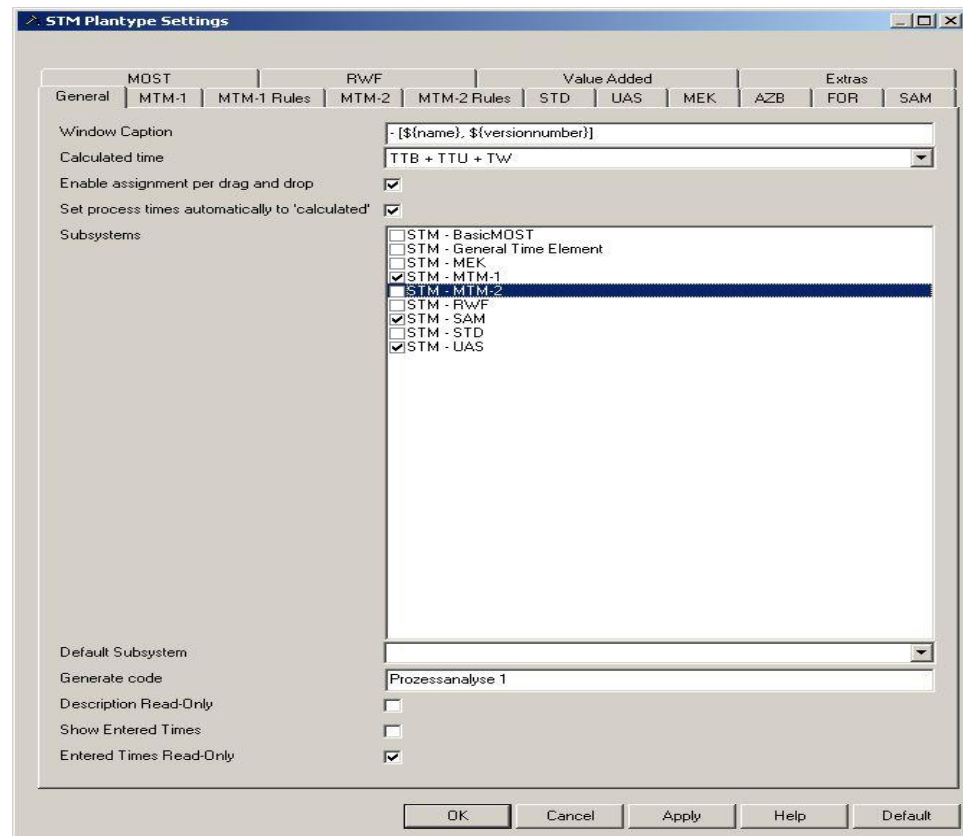 STM Plantype Settings
MOST RWF Value Added Extras
General MTM-1 MTM-1 Rules MTM-2 MTM-2 Rules STD UAS MEK AZB FOR SAM
Window Caption - [${name}, ${versionnumber}]
Calculated time TTB + TTU + TW
Enable assignment per drag and drop
Set process times automatically to 'calculated'
Subsystems STM - BasicMOST
STM - General Time Element
STM - MEK
STM - MTM-1
STM - MTM-2
STM - RWF
STM - SAM
STM - STD
STM - UAS
Default Subsystem
Generate code Prozessanalyse 1
Description Read-Only
Show Entered Times
Entered Times Read-Only
OK Cancel Apply Help Default